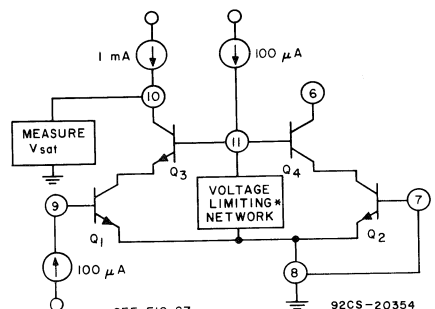 1 mA
100 μA
10
6
MEASURE
Vsat
11
Q3
Q4
9
VOLTAGE
LIMITING*
NETWORK
7
Q1
Q2
100 μA
8
92CS-20354